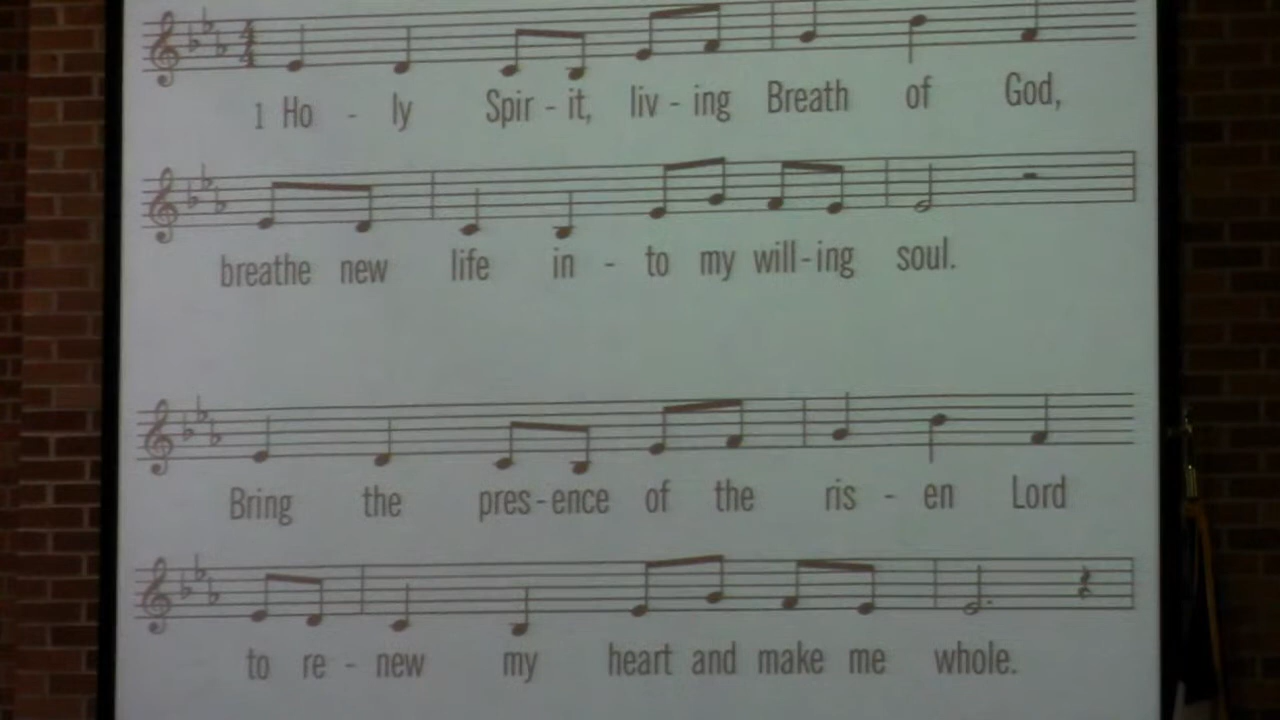 1 Ho - ly Spir - it, liv - ing Breath of God,
breathe new life in - to my will - ing soul.
Bring the pres - ence of the ris - en Lord
to re - new my heart and make me whole.